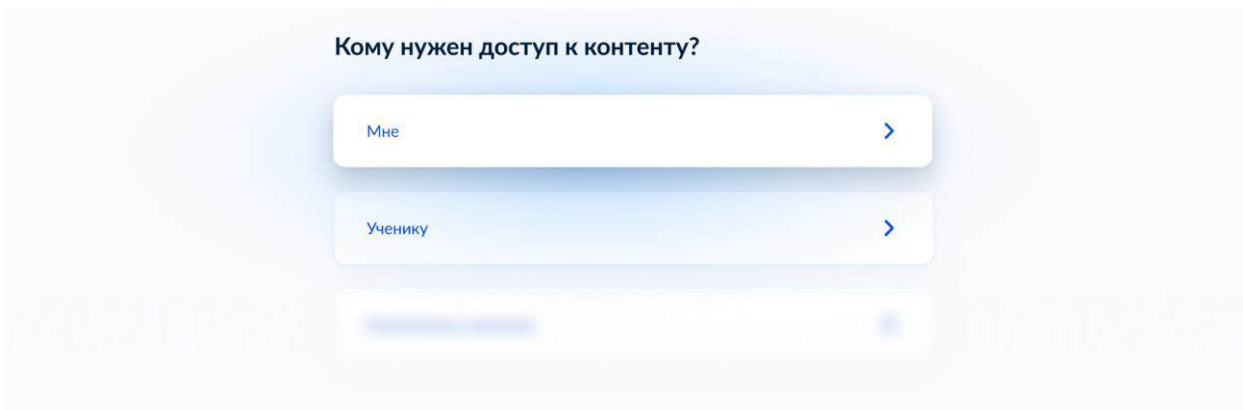 Кому нужен доступ к контенту?
Мне
Ученику